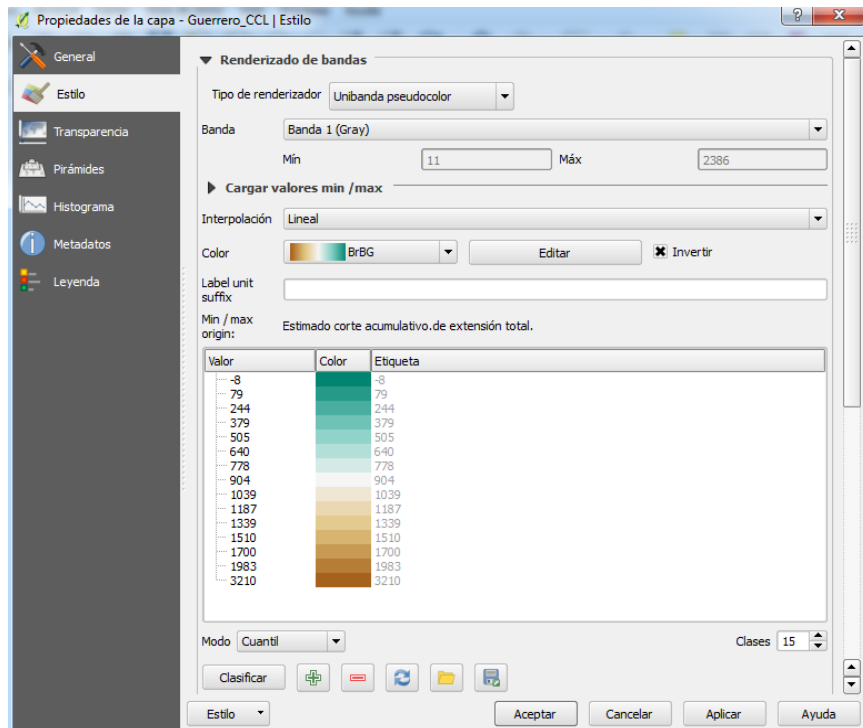 Propiedades de la capa - Guerrero_CCL | Estilo
General
Estilo
Transparencia
Pirámides
Histograma
Metadatos
Leyenda
Renderizado de bandas
Tipo de renderizador Unibanda pseudocolor
Banda Banda 1 (Gray)
Mín 11 Máx 2386
Cargar valores min /max
Interpolación Lineal
Color BrBG Editar Invertir
Label unit suffix
Min / max origin: Estimado corte acumulativo.de extensión total.
Valor Color Etiqueta
-8 -8
79 79
244 244
379 379
505 505
640 640
778 778
904 904
1039 1039
1187 1187
1339 1339
1510 1510
1700 1700
1983 1983
3210 3210
Modo Cuantil Clases 15
Clasificar
Estilo Aceptar Cancelar Aplicar Ayuda